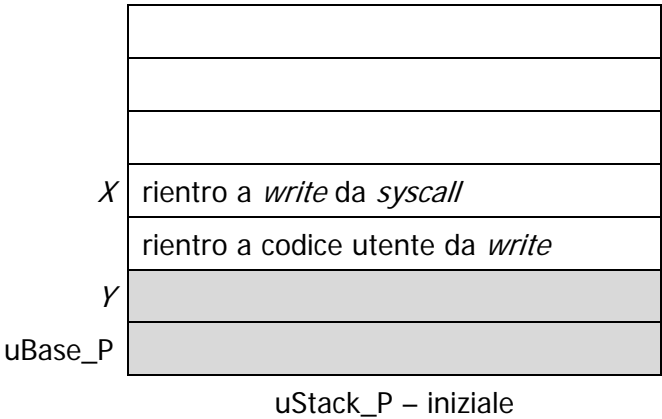 X rientro a write da syscall
rientro a codice utente da write
Y
uBase_P
uStack_P – iniziale